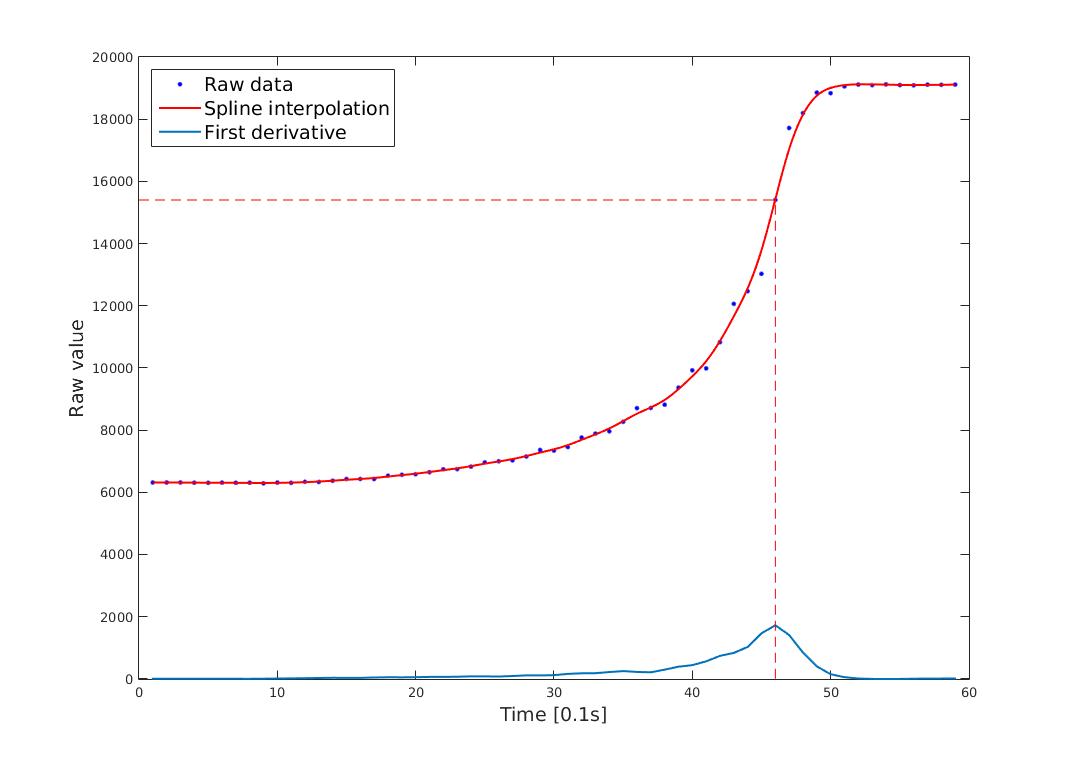 20000
18000
16000
14000
12000
10000
8000
6000
4000
2000
0
Raw value
Raw data
Spline interpolation
First derivative
0 10 20 30 40 50 60
Time [0.1s]